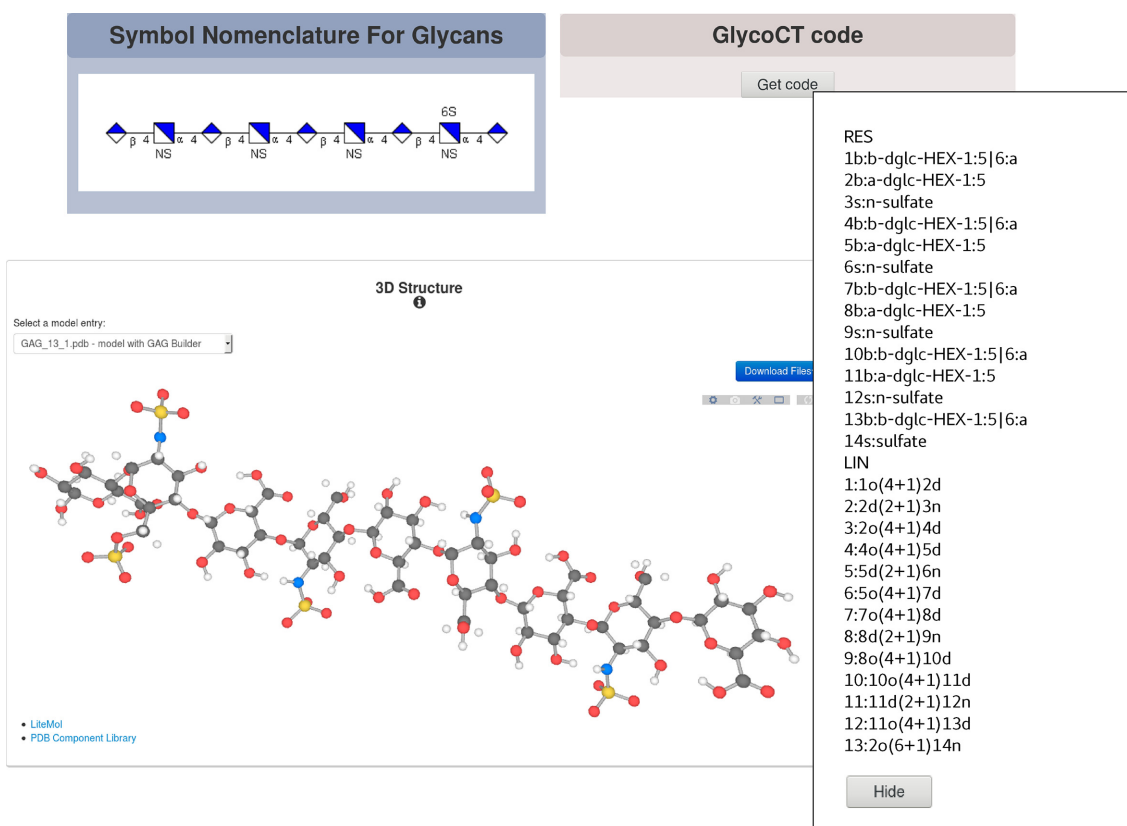 Symbol Nomenclature For Glycans
6S
β 4 α 4 β 4 α 4 β 4 α 4 β 4 α 4
NS NS NS NS
GlycoCT code
Get code
3D Structure
Select a model entry:
GAG_13_1.pdb - model with GAG Builder
Download Files
LiteMol
PDB Component Library
RES
1b:b-dglc-HEX-1:5|6:a
2b:a-dglc-HEX-1:5
3s:n-sulfate
4b:b-dglc-HEX-1:5|6:a
5b:a-dglc-HEX-1:5
6s:n-sulfate
7b:b-dglc-HEX-1:5|6:a
8b:a-dglc-HEX-1:5
9s:n-sulfate
10b:b-dglc-HEX-1:5|6:a
11b:a-dglc-HEX-1:5
12s:n-sulfate
13b:b-dglc-HEX-1:5|6:a
14s:sulfate
LIN
1:1o(4+1)2d
2:2d(2+1)3n
3:2o(4+1)4d
4:4o(4+1)5d
5:5d(2+1)6n
6:5o(4+1)7d
7:7o(4+1)8d
8:8d(2+1)9n
9:8o(4+1)10d
10:10o(4+1)11d
11:11d(2+1)12n
12:11o(4+1)13d
13:2o(6+1)14n
Hide